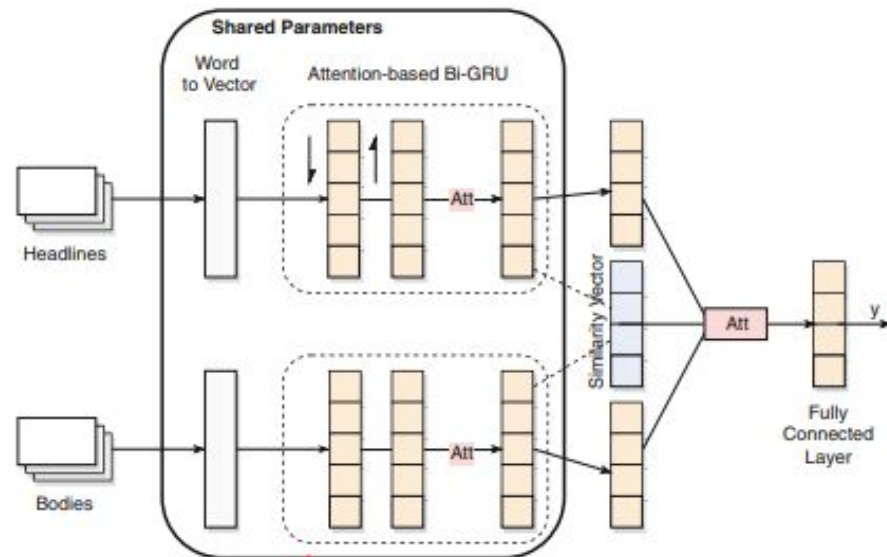 Shared Parameters
Word
to Vector
Attention-based Bi-GRU
Att
Headlines
Similarity Vector
Att
y
Att
Bodies
Fully
Connected
Layer